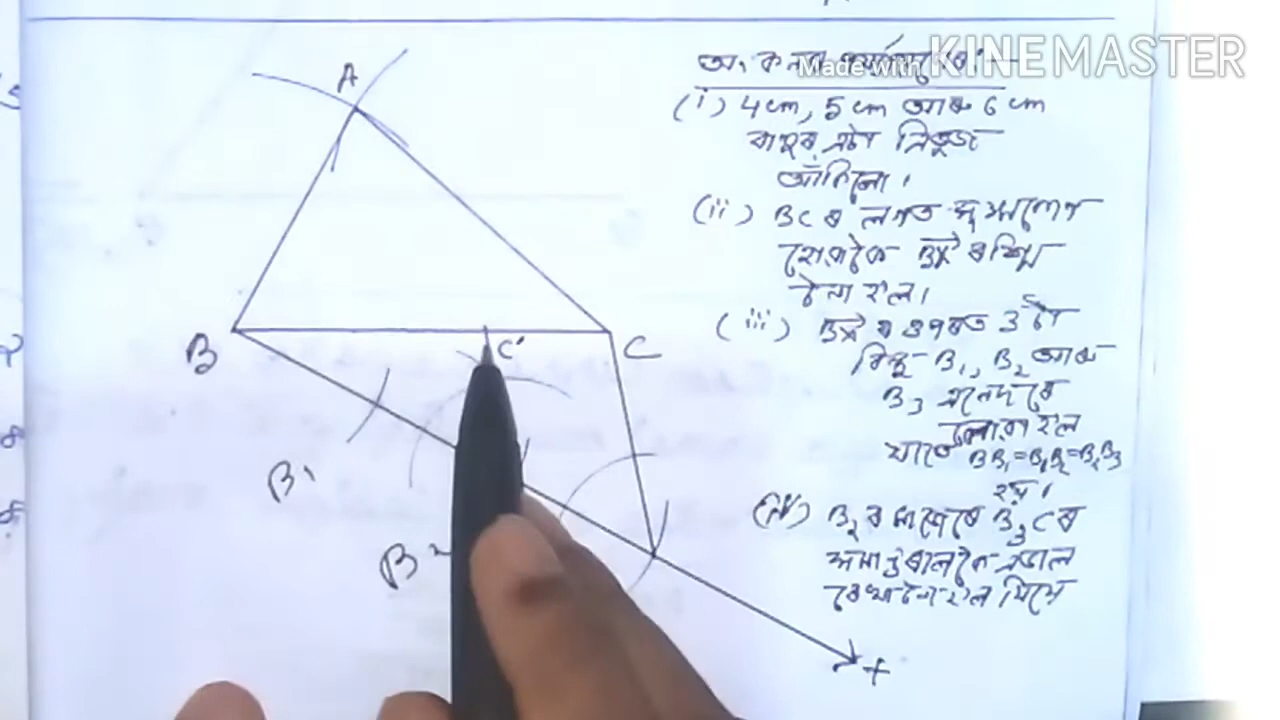 Made with KINEMASTER
A
B
C'
C
B₁
B₂
X
(i) 4cm, 5cm আৰু 6cm
বাহুৰ এটা ত্ৰিভুজ
আঁকিলো।
(ii) BC ৰ লগত সূক্ষ্মকোণ
হোৱাকৈ BX ৰশ্মি
টনা হ'ল।
(iii) BX ৰ ওপৰত 3 টা
বিন্দু B₁, B₂ আৰু
B₃ এনেদৰে
লোৱা হ'ল
যাতে BB₁=B₁B₂=B₂B₃
হয়।
(iv) B₂ ৰ মাজেৰে B₃C ৰ
সমান্তৰালকৈ এডাল
ৰেখা টনা হ'ল যিয়ে